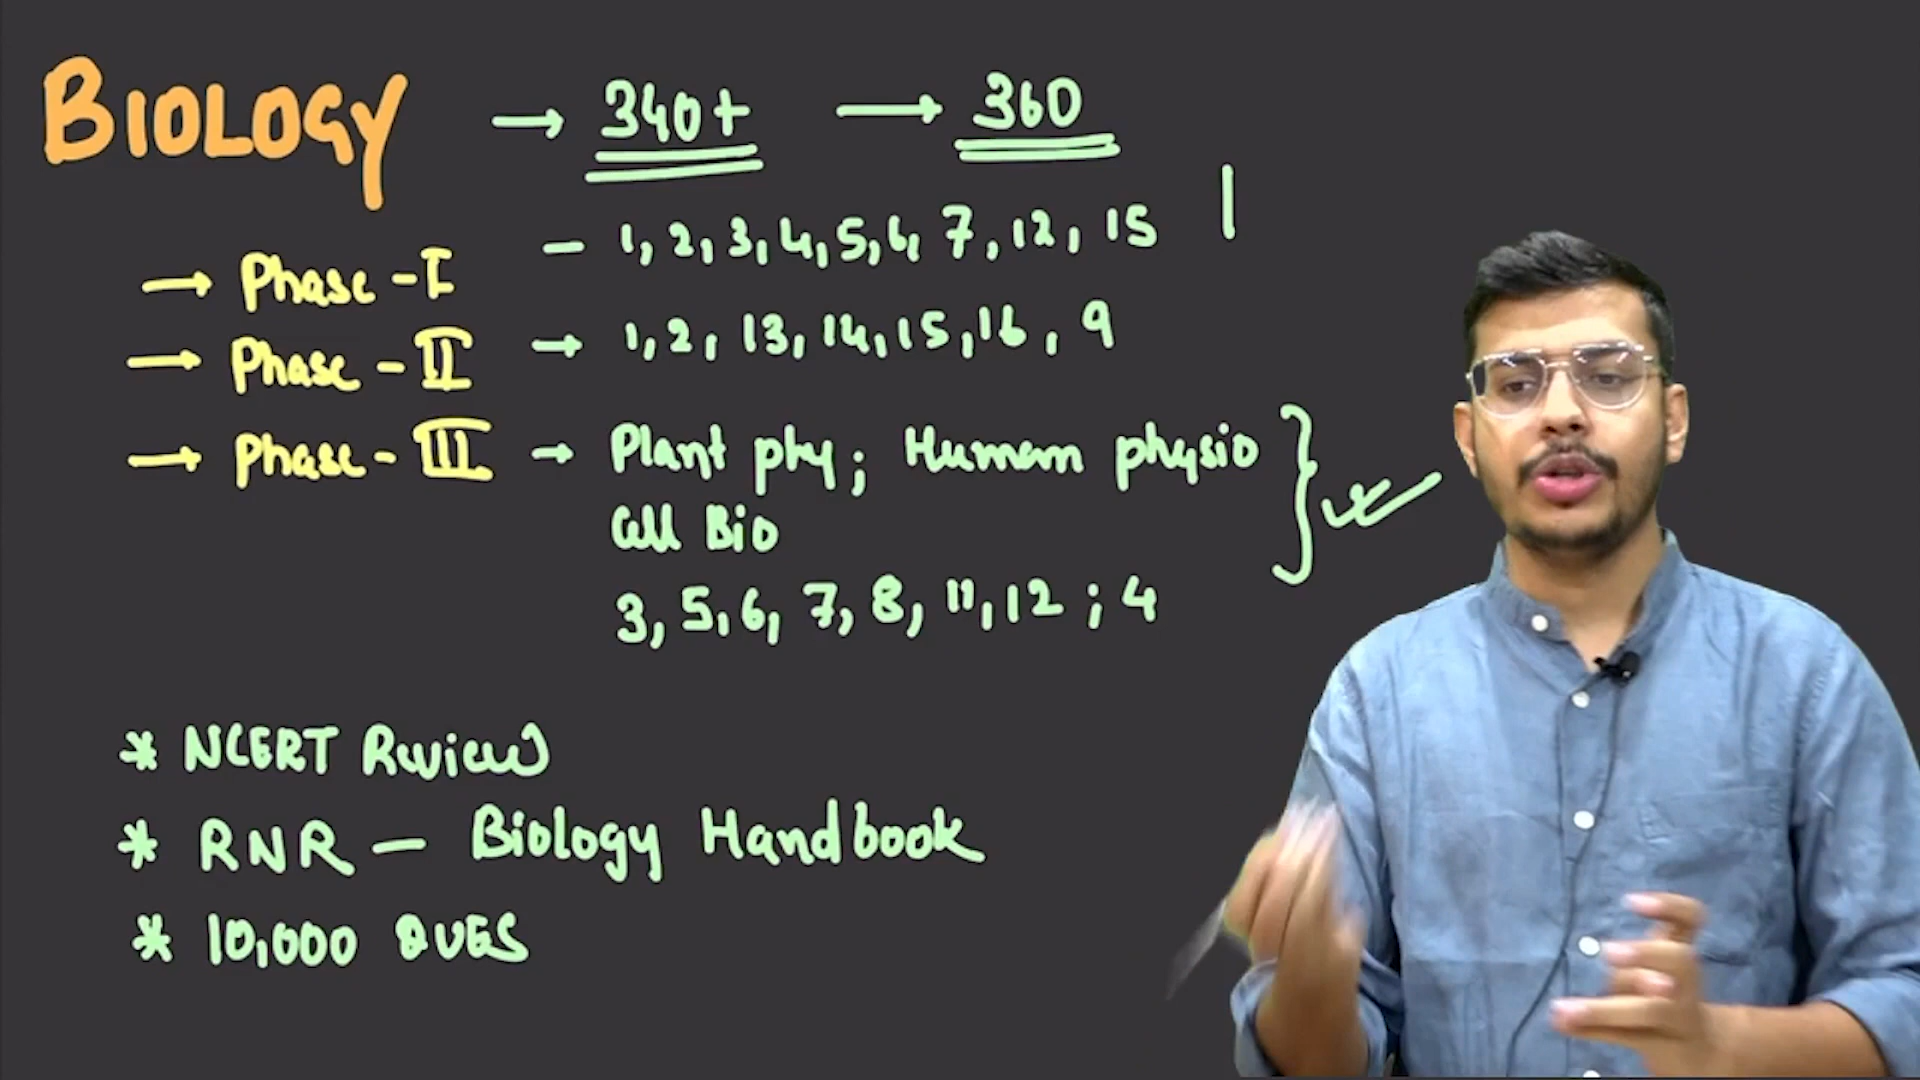 BIOLOGY → 340+ → 360
→ Phase - I - 1, 2, 3, 4, 5, 6, 7, 12, 15 |
→ Phase - II → 1, 2, 13, 14, 15, 16, 9
→ Phase - III → Plant phy; Human physio
Cell Bio
3, 5, 6, 7, 8, 11, 12 ; 4
* NCERT Review
* RNR - Biology Handbook
* 10,000 QUES